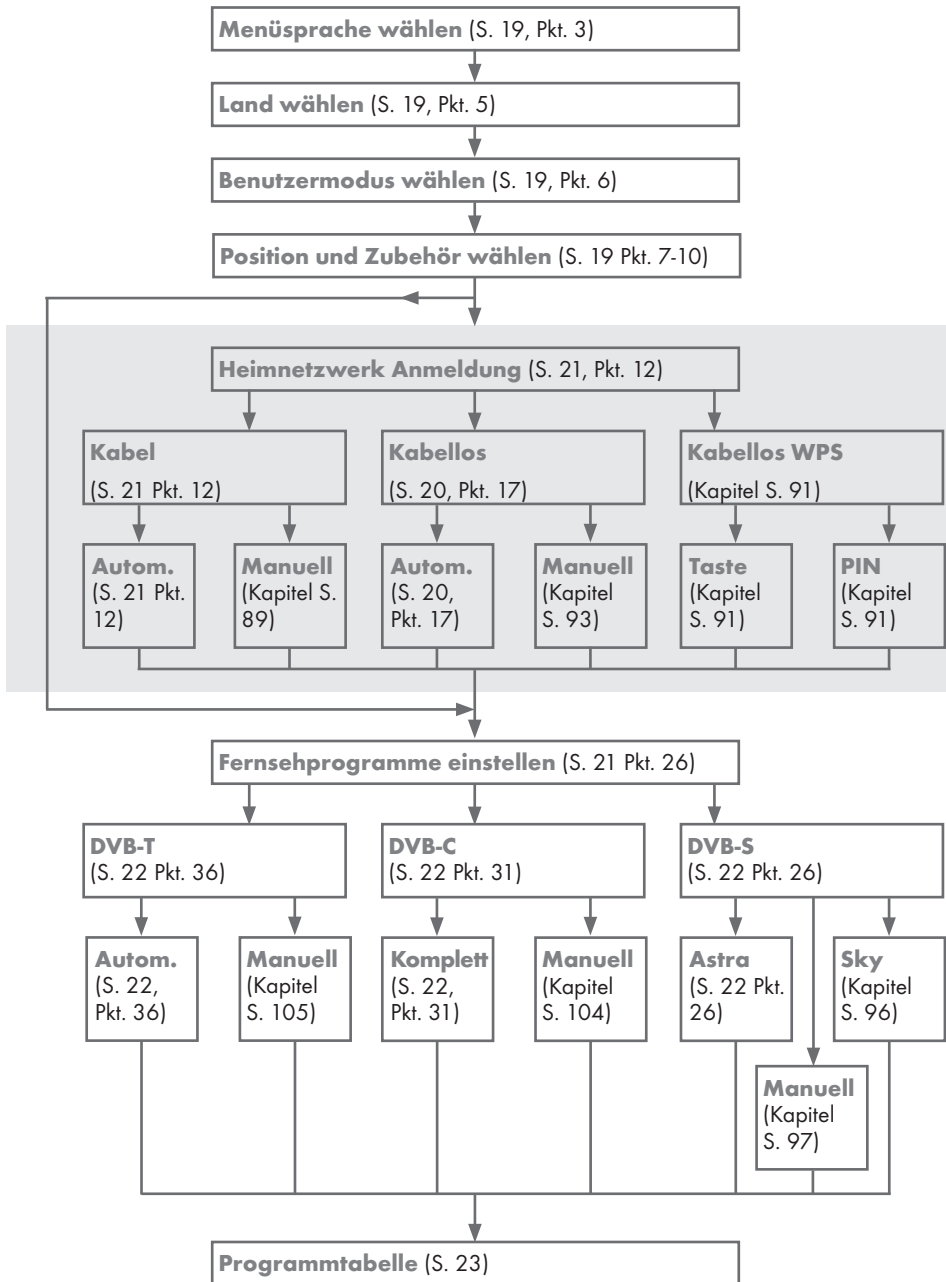 Menüsprache wählen (S. 19, Pkt. 3)
Land wählen (S. 19, Pkt. 5)
Benutzermodus wählen (S. 19, Pkt. 6)
Position und Zubehör wählen (S. 19 Pkt. 7-10)
Heimnetzwerk Anmeldung (S. 21, Pkt. 12)
Kabel
(S. 21 Pkt. 12)
Kabellos
(S. 20, Pkt. 17)
Kabellos WPS
(Kapitel S. 91)
Autom.
(S. 21 Pkt.
12)
Manuell
(Kapitel S.
89)
Autom.
(S. 20,
Pkt. 17)
Manuell
(Kapitel
S. 93)
Taste
(Kapitel
S. 91)
PIN
(Kapitel
S. 91)
Fernsehprogramme einstellen (S. 21 Pkt. 26)
DVB-T
(S. 22 Pkt. 36)
DVB-C
(S. 22 Pkt. 31)
DVB-S
(S. 22 Pkt. 26)
Autom.
(S. 22,
Pkt. 36)
Manuell
(Kapitel
S. 105)
Komplett
(S. 22,
Pkt. 31)
Manuell
(Kapitel
S. 104)
Astra
(S. 22 Pkt.
26)
Sky
(Kapitel
S. 96)
Manuell
(Kapitel
S. 97)
Programmtabelle (S. 23)